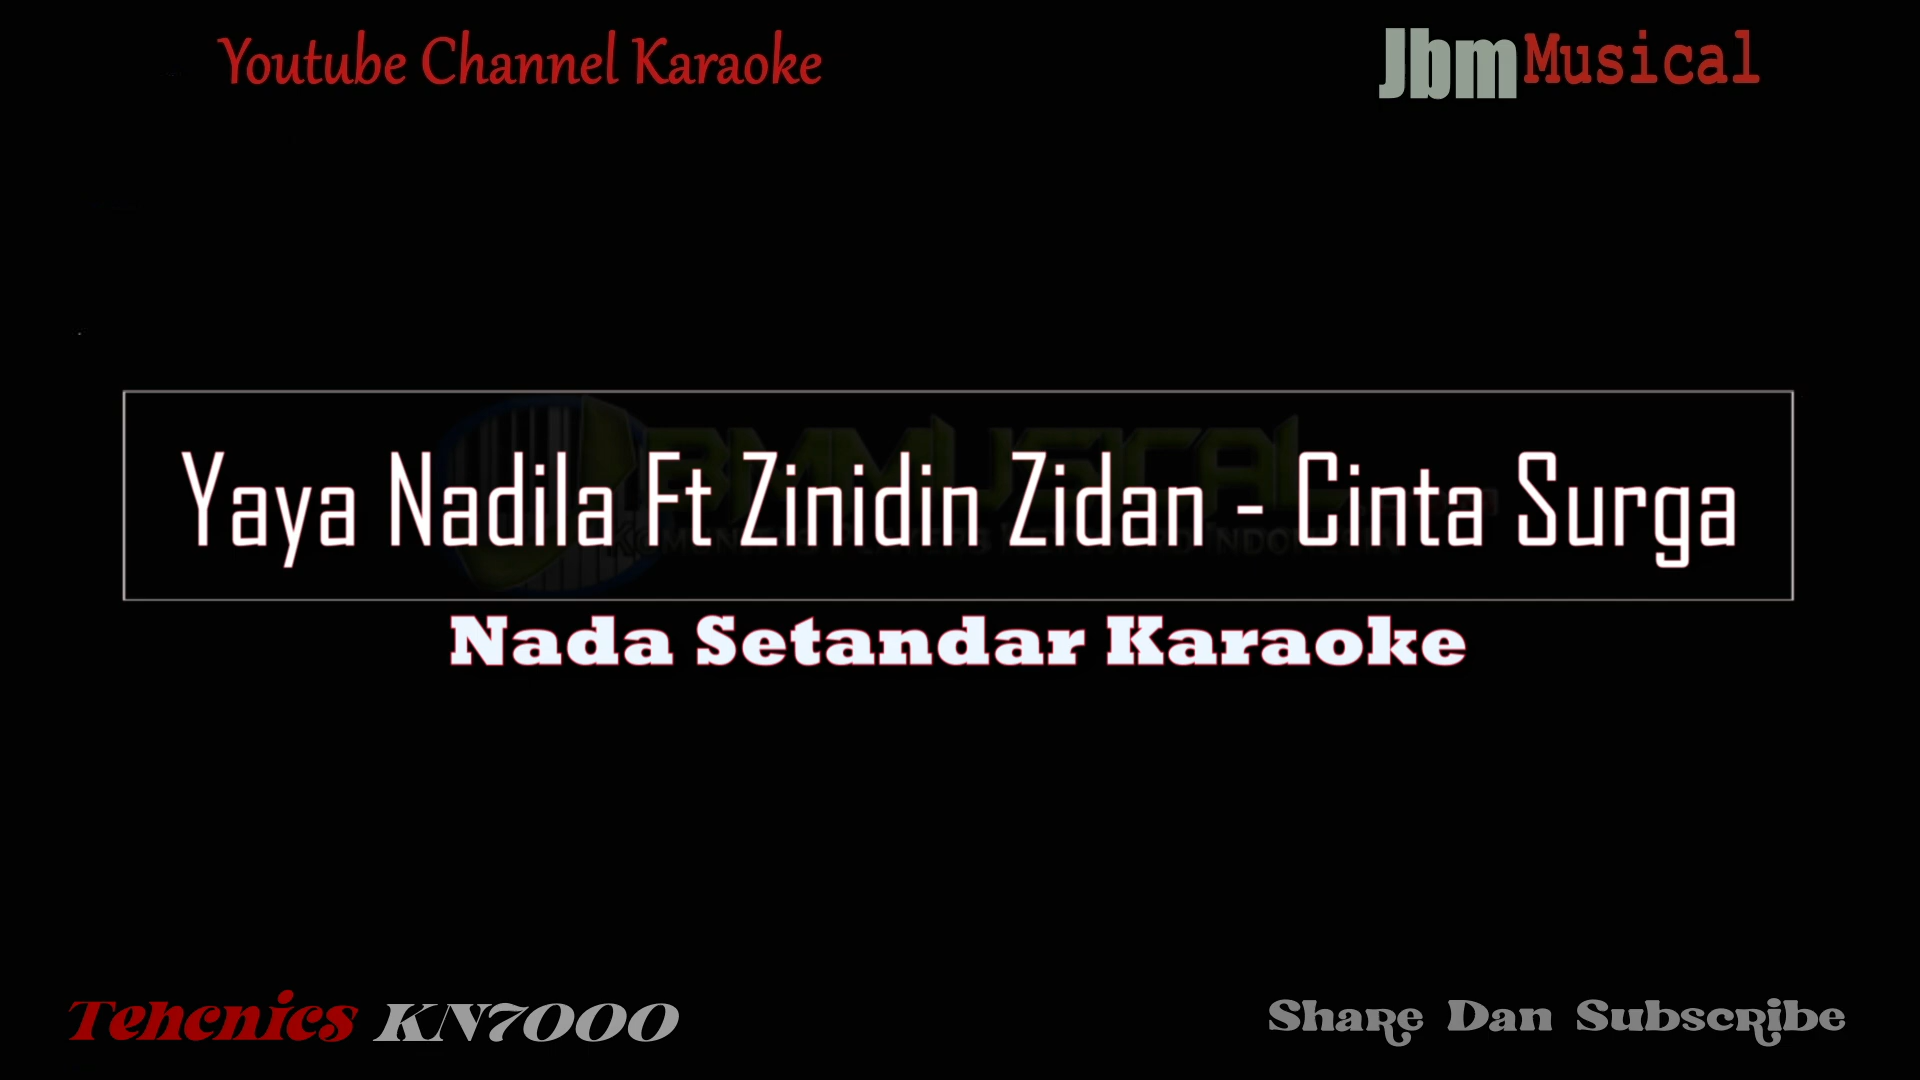 Youtube Channel Karaoke
JbmMusical
Yaya Nadila Ft Zinidin Zidan - Cinta Surga
Nada Setandar Karaoke
Tehcnics KN7000
Share Dan Subscribe